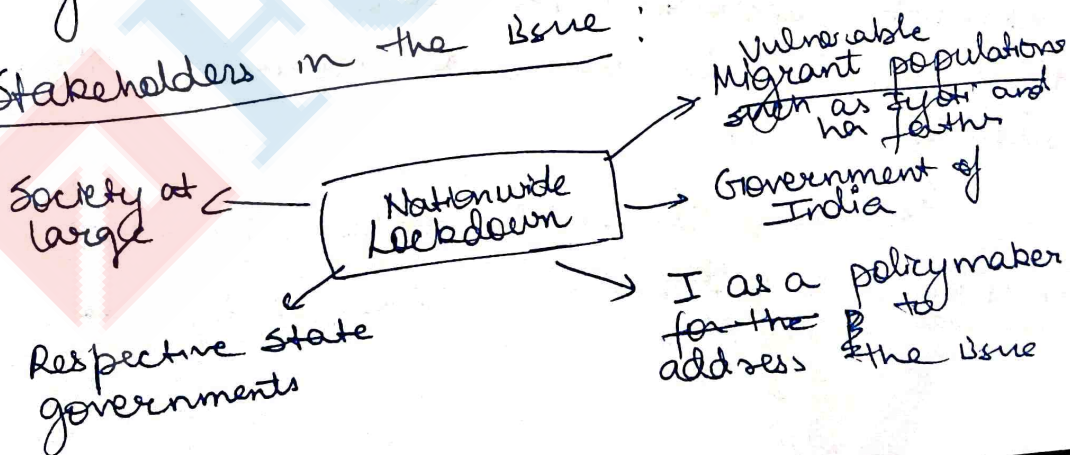 Stakeholders in the issue :
Vulnerable
Migrant populations
such as Jyoti and
her father
Society at
large
Nationwide
Lockdown
Government of
India
I as a policymaker
for the to
address the issue
Respective state
governments